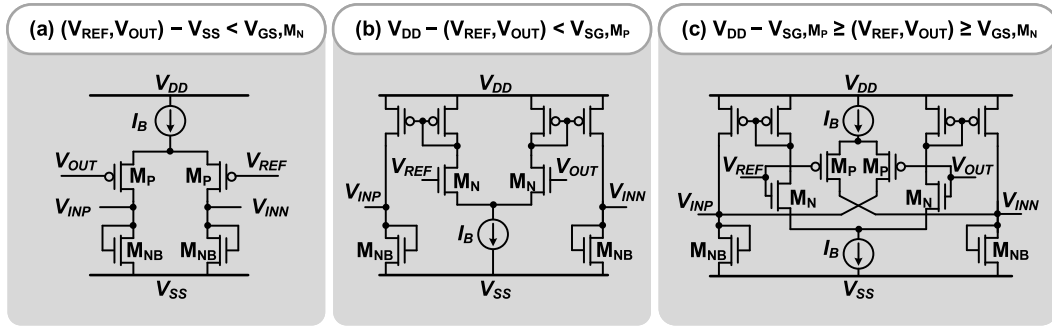 (a) (VREF,VOUT) – VSS < VGS,MN
VDD
IB
VOUT
MP
MP
VREF
VINP
VINN
MNB
MNB
VSS
(b) VDD – (VREF,VOUT) < VSG,MP
VDD
VREF
MN
MN
VOUT
VINP
VINN
IB
MNB
MNB
VSS
(c) VDD – VSG,MP ≥ (VREF,VOUT) ≥ VGS,MN
VDD
IB
VREF
MP
MP
VOUT
MN
MN
VINP
VINN
MNB
IB
MNB
VSS